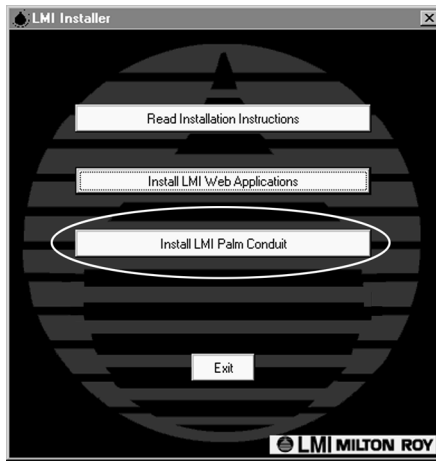 LMI Installer
Read Installation Instructions
Install LMI Web Applications
Install LMI Palm Conduit
Exit
LMI MILTON ROY